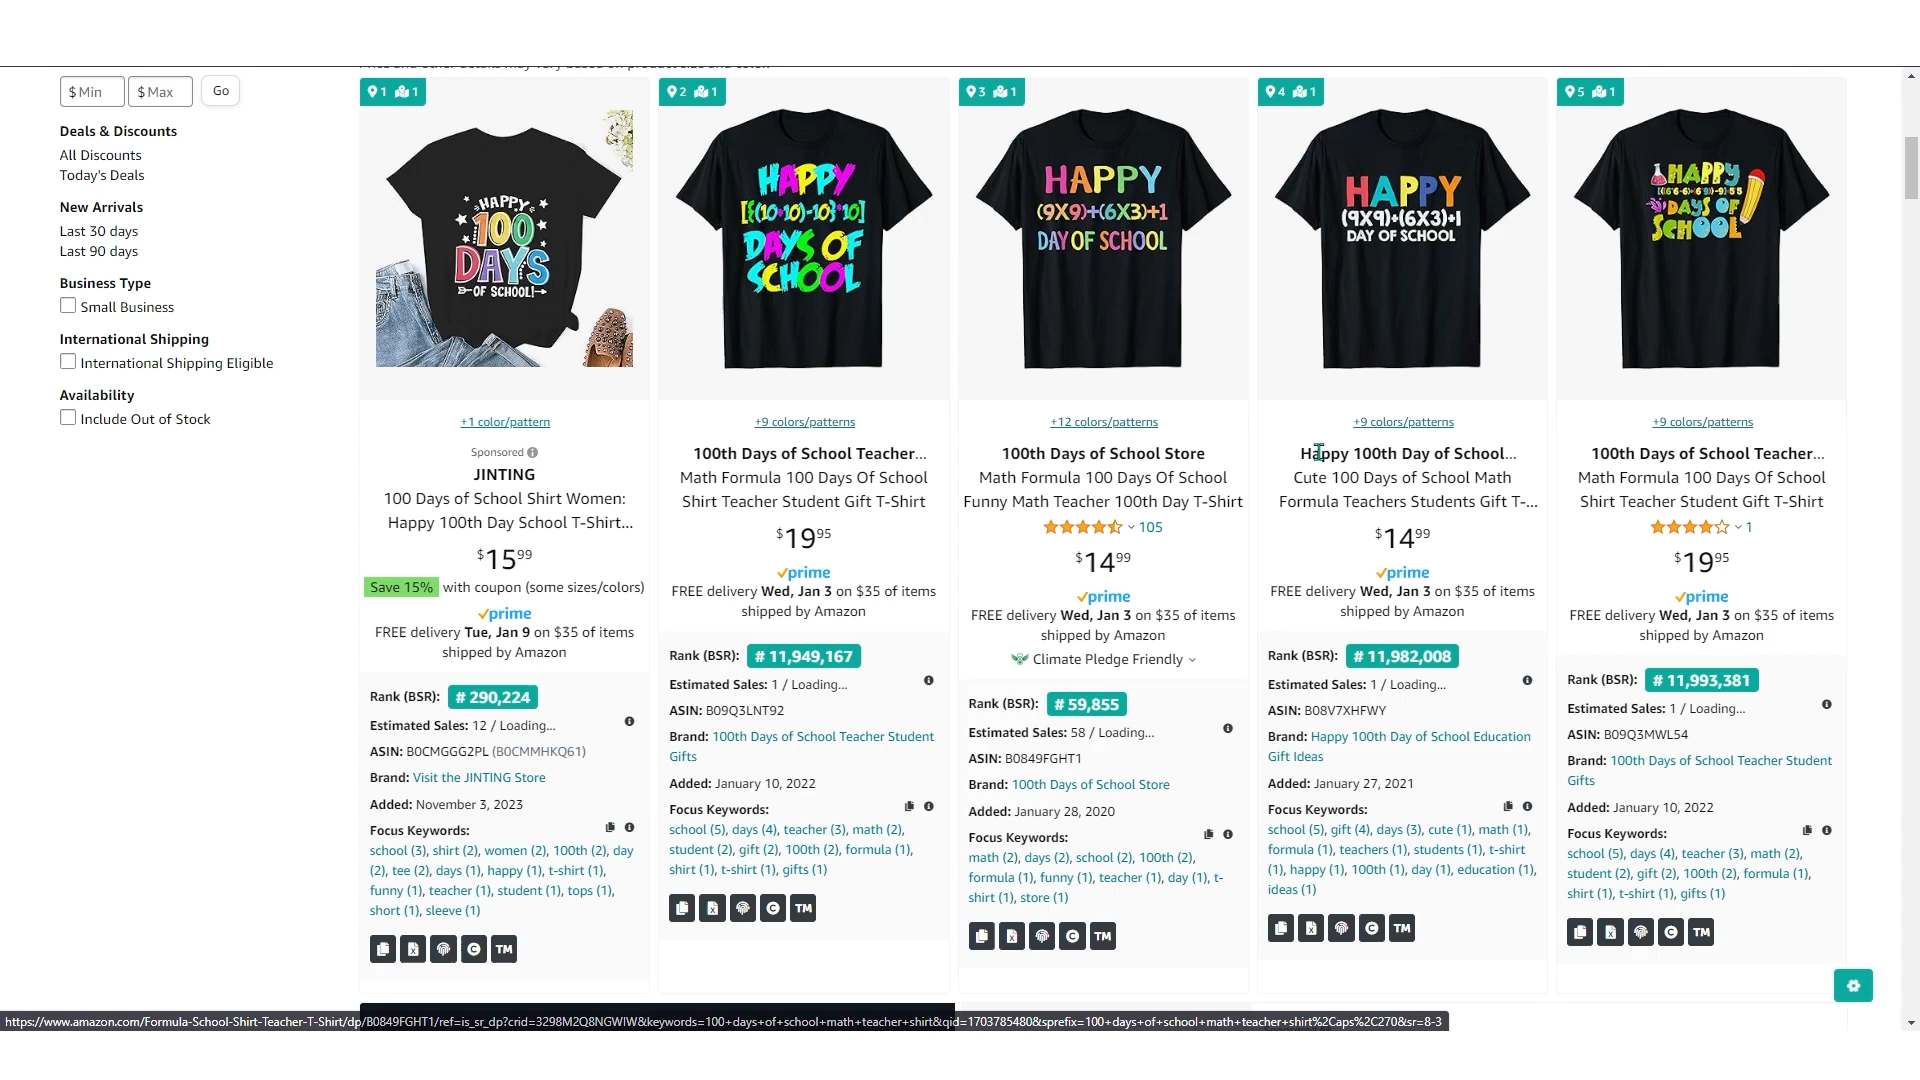 $ Min
$ Max
Go
Deals & Discounts
All Discounts
Today's Deals
New Arrivals
Last 30 days
Last 90 days
Business Type
Small Business
International Shipping
International Shipping Eligible
Availability
Include Out of Stock
1 1
HAPPY
100
DAYS
OF SCHOOL!
+1 color/pattern
Sponsored
JINTING
100 Days of School Shirt Women:
Happy 100th Day School T-Shirt...
$15 99
Save 15% with coupon (some sizes/colors)
prime
FREE delivery Tue, Jan 9 on $35 of items
shipped by Amazon
Rank (BSR): # 290,224
Estimated Sales: 12 / Loading...
ASIN: B0CMGGG2PL (B0CMMHKQ61)
Brand: Visit the JINTING Store
Added: November 3, 2023
Focus Keywords:
school (3), shirt (2), women (2), 100th (2), day
(2), tee (2), days (1), happy (1), t-shirt (1),
funny (1), teacher (1), student (1), tops (1),
short (1), sleeve (1)
TM
2 1
HAPPY
[{(10*10)-10}*10]
DAYS OF
SCHOOL
+9 colors/patterns
100th Days of School Teacher...
Math Formula 100 Days Of School
Shirt Teacher Student Gift T-Shirt
$19 95
prime
FREE delivery Wed, Jan 3 on $35 of items
shipped by Amazon
Rank (BSR): # 11,949,167
Estimated Sales: 1 / Loading...
ASIN: B09Q3LNT92
Brand: 100th Days of School Teacher Student
Gifts
Added: January 10, 2022
Focus Keywords:
school (5), days (4), teacher (3), math (2),
student (2), gift (2), 100th (2), formula (1),
shirt (1), t-shirt (1), gifts (1)
TM
3 1
HAPPY
(9X9)+(6X3)+1
DAY OF SCHOOL
+12 colors/patterns
100th Days of School Store
Math Formula 100 Days Of School
Funny Math Teacher 100th Day T-Shirt
105
$14 99
prime
FREE delivery Wed, Jan 3 on $35 of items
shipped by Amazon
Climate Pledge Friendly
Rank (BSR): # 59,855
Estimated Sales: 58 / Loading...
ASIN: B0849FGHT1
Brand: 100th Days of School Store
Added: January 28, 2020
Focus Keywords:
math (2), days (2), school (2), 100th (2),
formula (1), funny (1), teacher (1), day (1), t-
shirt (1), store (1)
TM
4 1
HAPPY
(9X9)+(6X3)+1
DAY OF SCHOOL
+9 colors/patterns
Happy 100th Day of School...
Cute 100 Days of School Math
Formula Teachers Students Gift T-...
$14 99
prime
FREE delivery Wed, Jan 3 on $35 of items
shipped by Amazon
Rank (BSR): # 11,982,008
Estimated Sales: 1 / Loading...
ASIN: B08V7XHFWY
Brand: Happy 100th Day of School Education
Gift Ideas
Added: January 27, 2021
Focus Keywords:
school (5), gift (4), days (3), cute (1), math (1),
formula (1), teachers (1), students (1), t-shirt
(1), happy (1), 100th (1), day (1), education (1),
ideas (1)
TM
5 1
HAPPY
DAYS OF
SCHOOL
+9 colors/patterns
100th Days of School Teacher...
Math Formula 100 Days Of School
Shirt Teacher Student Gift T-Shirt
1
$19 95
prime
FREE delivery Wed, Jan 3 on $35 of items
shipped by Amazon
Rank (BSR): # 11,993,381
Estimated Sales: 1 / Loading...
ASIN: B09Q3MWL54
Brand: 100th Days of School Teacher Student
Gifts
Added: January 10, 2022
Focus Keywords:
school (5), days (4), teacher (3), math (2),
student (2), gift (2), 100th (2), formula (1),
shirt (1), t-shirt (1), gifts (1)
TM
https://www.amazon.com/Formula-School-Shirt-Teacher-T-Shirt/dp/B0849FGHT1/ref=is_sr_dp?crid=3298M2Q8NGWIW&keywords=100+days+of+school+math+teacher+shirt&qid=1703785480&sprefix=100+days+of+school+math+teacher+shirt%2Caps%2C270&sr=8-3